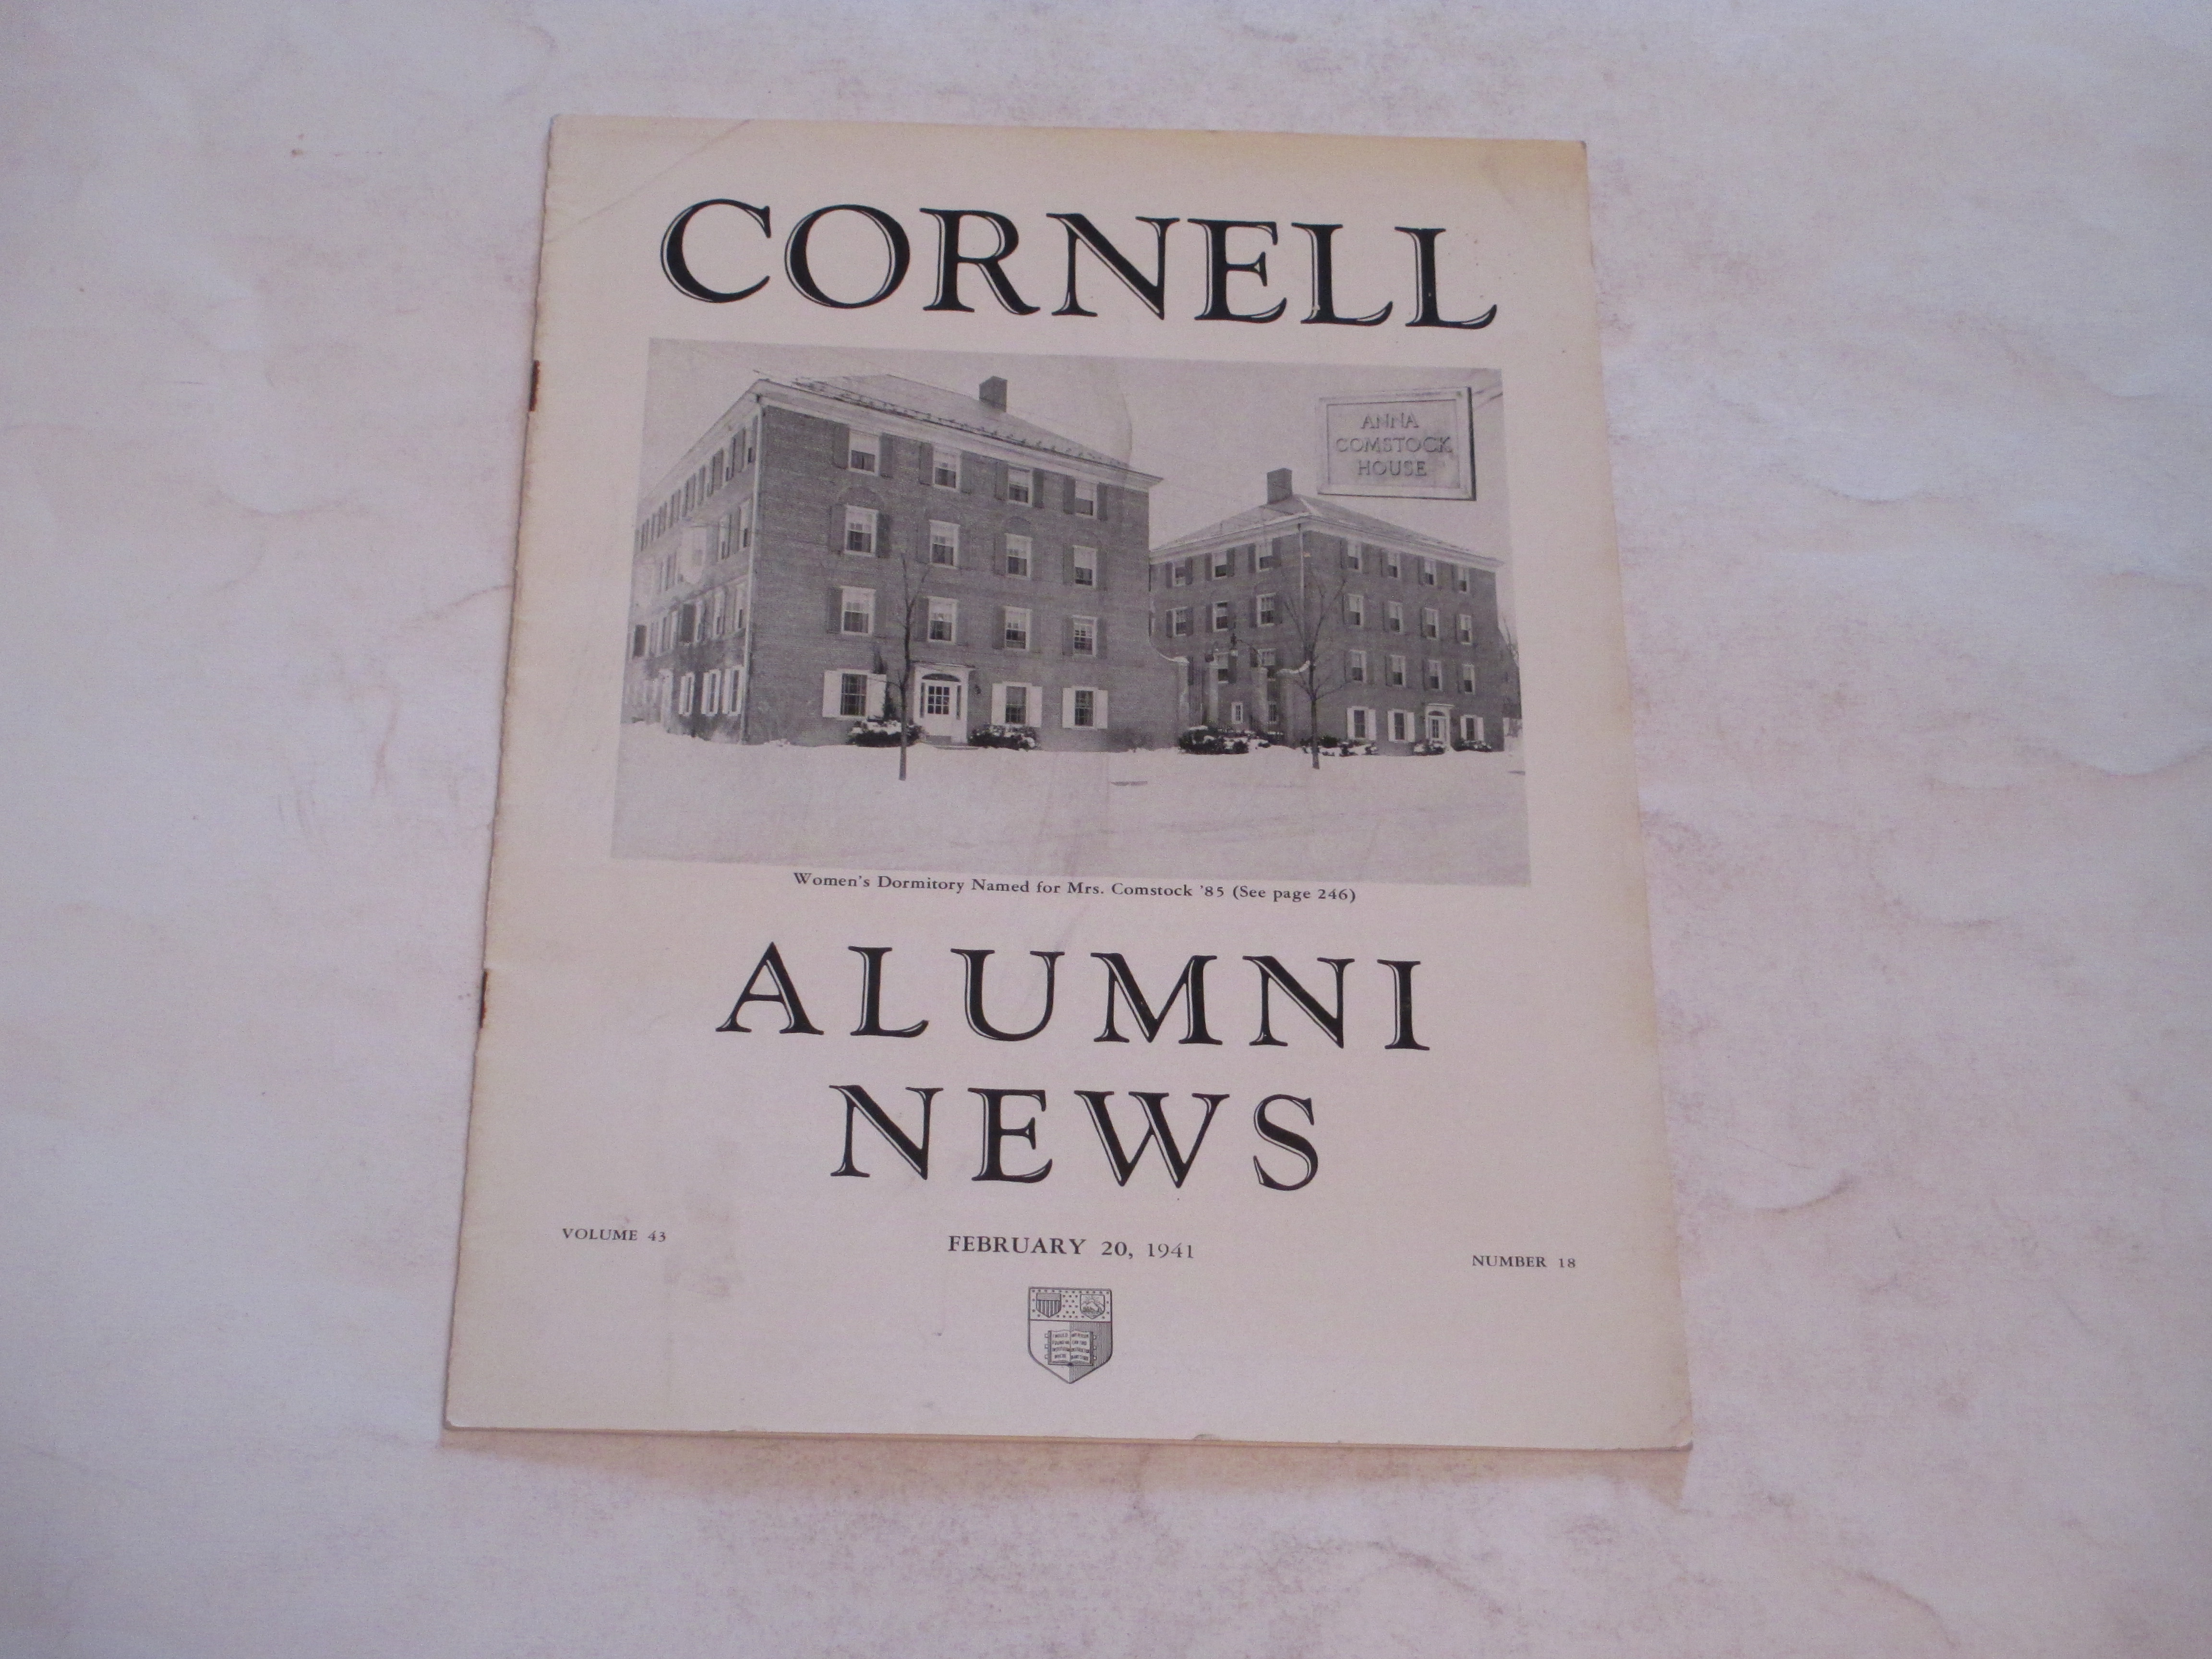 CORNELL
ANNA
COMSTOCK
HOUSE
Women's Dormitory Named for Mrs. Comstock '85 (See page 246)
ALUMNI
NEWS
VOLUME 43
FEBRUARY 20, 1941
NUMBER 18